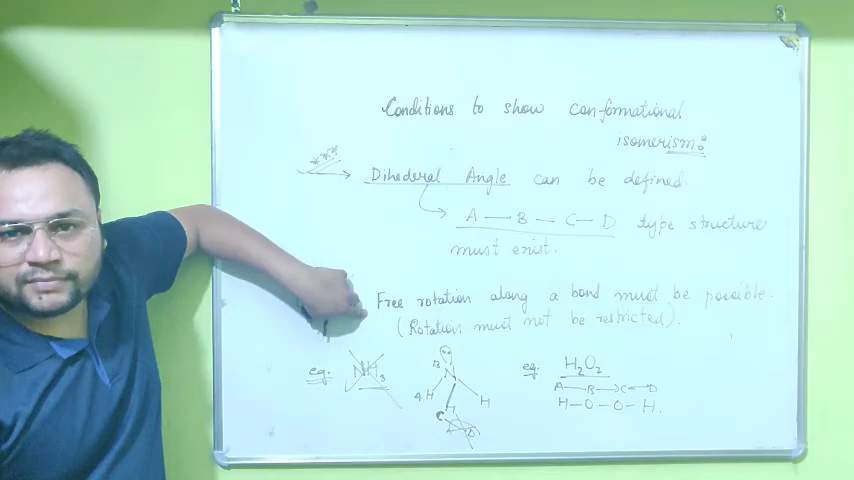 Conditions to show conformational
isomerism:
*** Dihederal Angle can be defined.
A — B — C — D type structure
must exist.
Free rotation along a bond must be possible.
(Rotation must not be restricted).
eg. NH3
B N
A H H
H
C
D
eg. H2O2
A — B — C — D
H — O — O — H.